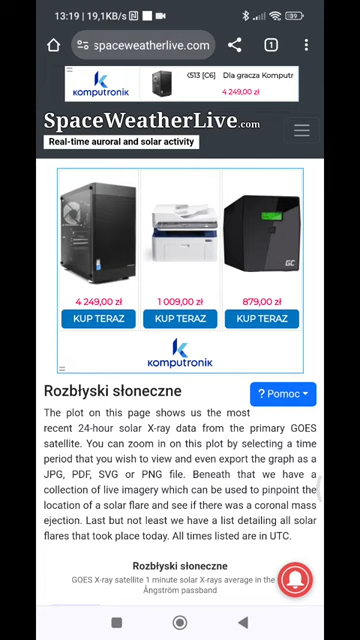 13:19 | 19,1KB/s
89
spaceweatherlive.com
1
komputronik
K513 [C6] Dla gracza Komputr
4 249,00 zł
SpaceWeatherLive.com
Real-time auroral and solar activity
4 249,00 zł 1 009,00 zł 879,00 zł
KUP TERAZ KUP TERAZ KUP TERAZ
komputronik
Rozbłyski słoneczne
? Pomoc
The plot on this page shows us the most
recent 24-hour solar X-ray data from the primary GOES
satellite. You can zoom in on this plot by selecting a time
period that you wish to view and even export the graph as a
JPG, PDF, SVG or PNG file. Beneath that we have a
collection of live imagery which can be used to pinpoint the
location of a solar flare and see if there was a coronal mass
ejection. Last but not least we have a list detailing all solar
flares that took place today. All times listed are in UTC.
Rozbłyski słoneczne
GOES X-ray satellite 1 minute solar X-rays average in the
Ångström passband